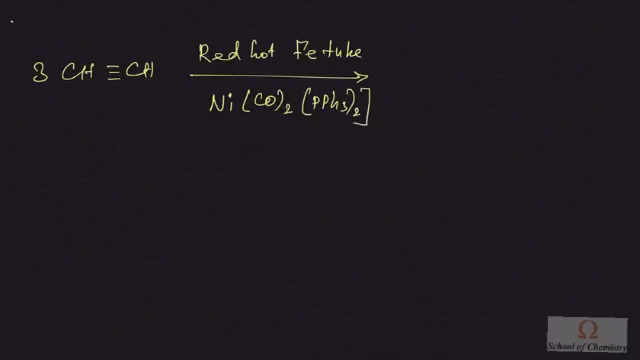 Red hot Fe tube
3 CH ≡ CH
Ni(CO)₂(PPh₃)₂]
Ω
School of Chemistry